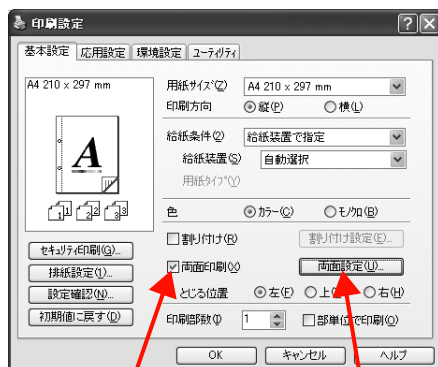 印刷設定
基本設定 応用設定 環境設定 ユーティリティ
A4 210 x 297 mm
用紙サイズ(Z) A4 210 x 297 mm
印刷方向 縦(P) 横(L)
給紙条件(2) 給紙装置で指定
給紙装置(S) 自動選択
用紙タイプ(Y)
A
1 1 2 2 3 3
色 カラー(C) モノクロ(B)
割り付け(R) 割り付け設定(E)...
セキュリティ印刷(G)...
両面印刷(X) 両面設定(U)...
排紙設定(1)...
設定確認(N)...
とじる位置 左(F) 上 右(H)
初期値に戻す(D)
印刷部数(I) 1 部単位で印刷(O)
OK キャンセル ヘルプ